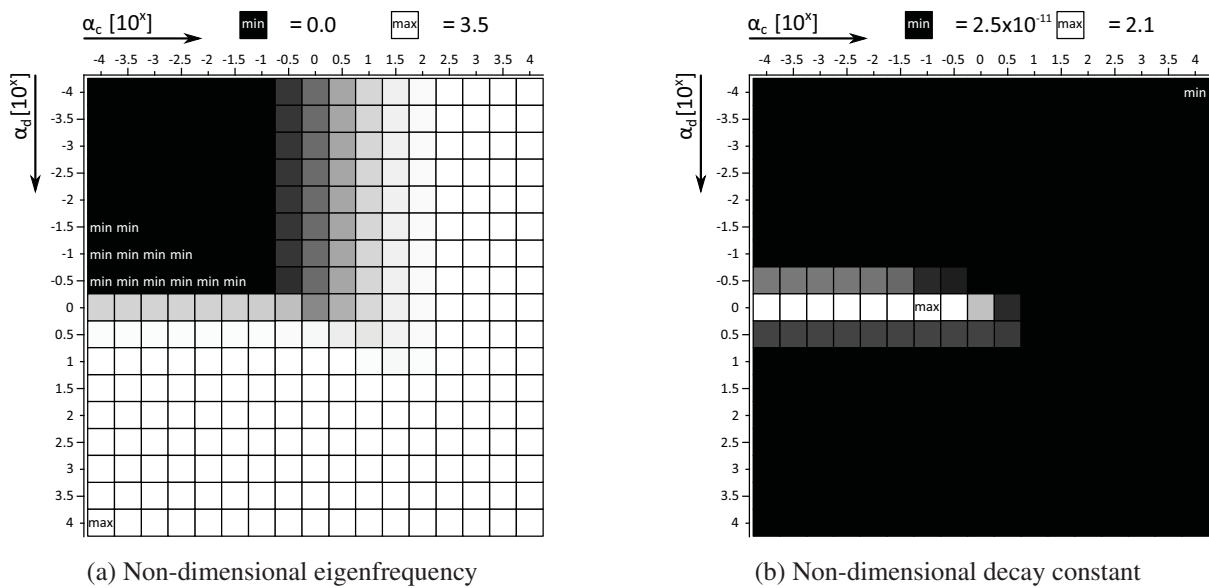 α_c [10^x] min = 0.0 max = 3.5
-4 -3.5 -3 -2.5 -2 -1.5 -1 -0.5 0 0.5 1 1.5 2 2.5 3 3.5 4
α_d [10^x]
-4
-3.5
-3
-2.5
-2
-1.5 min min
-1 min min min min
-0.5 min min min min min min
0
0.5
1
1.5
2
2.5
3
3.5
4 max
(a) Non-dimensional eigenfrequency
α_c [10^x] min = 2.5x10^-11 max = 2.1
-4 -3.5 -3 -2.5 -2 -1.5 -1 -0.5 0 0.5 1 1.5 2 2.5 3 3.5 4
α_d [10^x]
-4 min
-3.5
-3
-2.5
-2
-1.5
-1
-0.5
0 max
0.5
1
1.5
2
2.5
3
3.5
4
(b) Non-dimensional decay constant